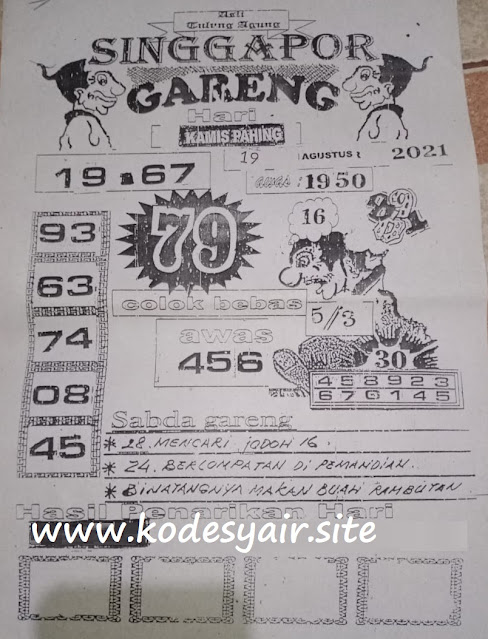 Asli
Tulung Agung
SINGGAPOR
GARENG
Hari
KAMIS PAHING
19 AGUSTUS 2021
19 67
awas : 1950
93
63
74
08
45
79
16
colok bebas
5//3
awas
456
30
458923
670145
Sabda gareng
* 28. MENCARI JODOH 16.
* 24. BERLOMPATAN DI PEMANDIAN.
* BINATANGNYA MAKAN BUAH RAMBUTAN
Hasil Penarikan Hari
www.kodesyair.site